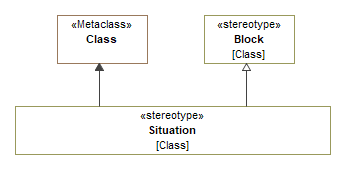 «Metaclass»
Class
«stereotype»
Block
[Class]
«stereotype»
Situation
[Class]